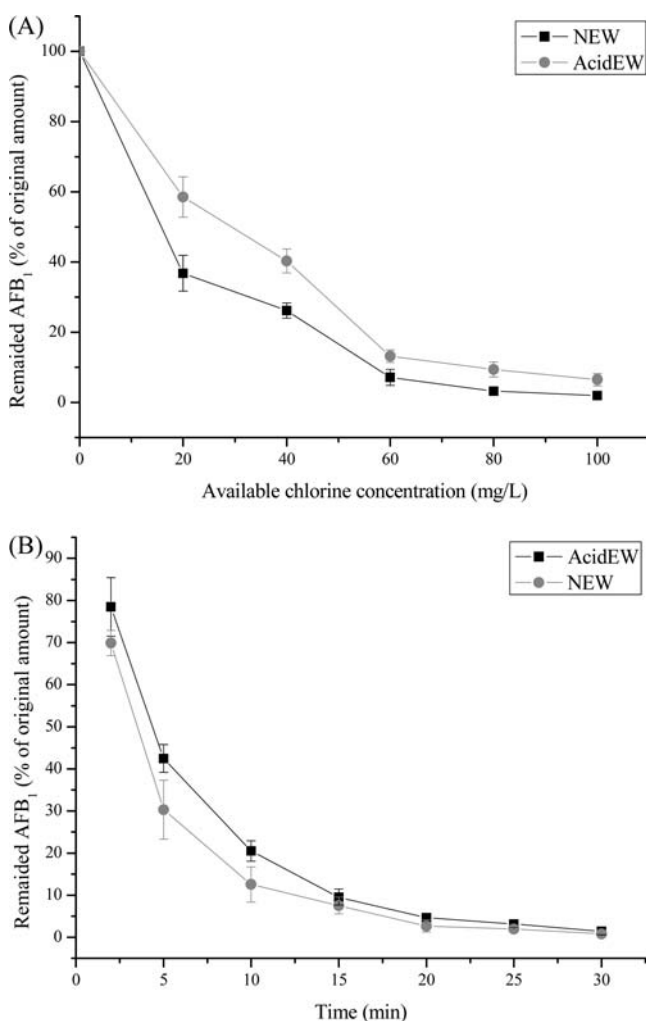 (A)
NEW
AcidEW
Remaided AFB₁ (% of original amount)
100
80
60
40
20
0
0 20 40 60 80 100
Available chlorine concentration (mg/L)
(B)
AcidEW
NEW
Remaided AFB₁ (% of original amount)
90
80
70
60
50
40
30
20
10
0
0 5 10 15 20 25 30
Time (min)